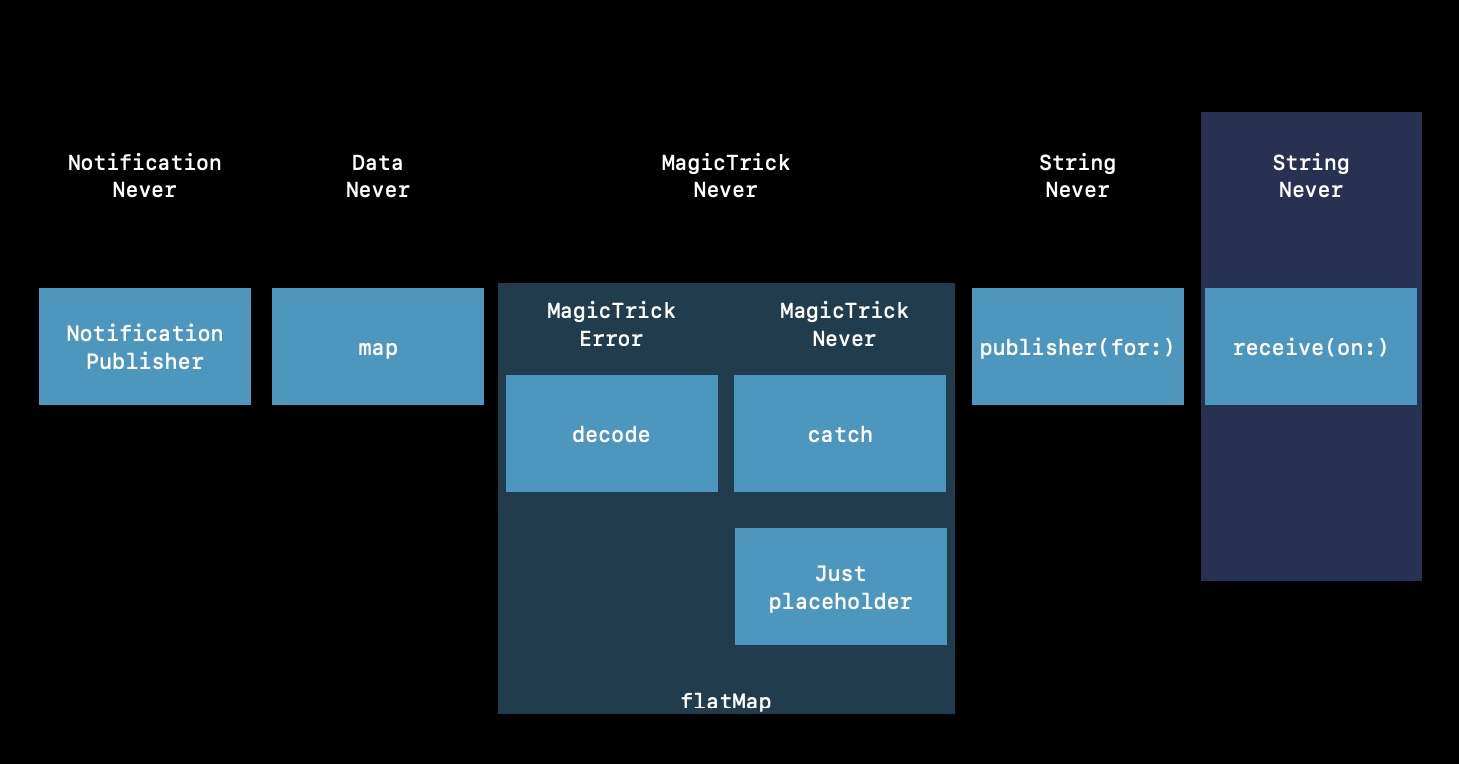 Notification
Never
Data
Never
MagicTrick
Never
String
Never
String
Never
Notification
Publisher
map
MagicTrick
Error
MagicTrick
Never
decode
catch
Just
placeholder
flatMap
publisher(for:)
receive(on:)